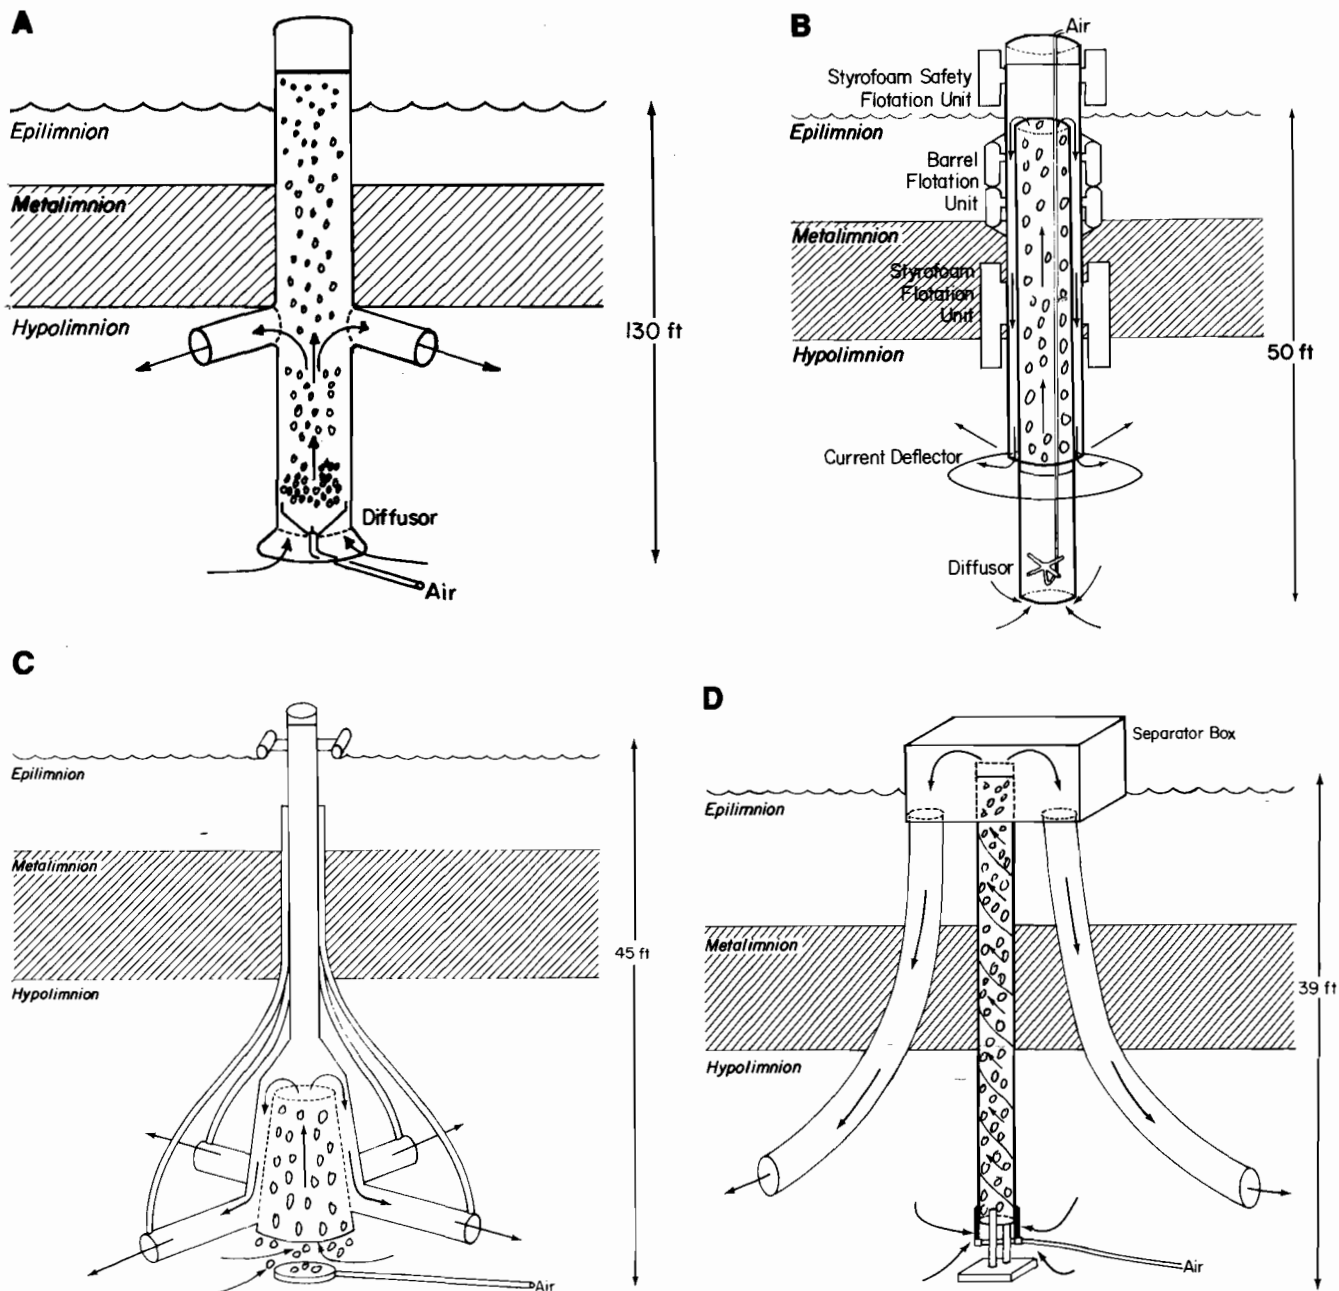 A
Epilimnion
Metalimnion
Hypolimnion
130 ft
Diffusor
Air
B
Air
Styrofoam Safety
Flotation Unit
Epilimnion
Barrel
Flotation
Unit
Metalimnion
Styrofoam
Flotation
Unit
Hypolimnion
50 ft
Current Deflector
Diffusor
C
Epilimnion
Metalimnion
45 ft
Hypolimnion
Air
D
Separator Box
Epilimnion
Metalimnion
39 ft
Hypolimnion
Air